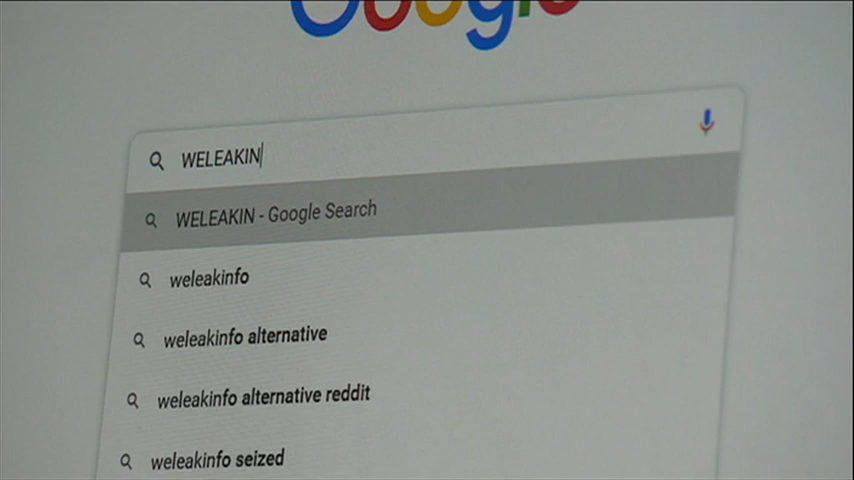 Google
WELEAKIN
WELEAKIN - Google Search
weleakinfo
weleakinfo alternative
weleakinfo alternative reddit
weleakinfo seized